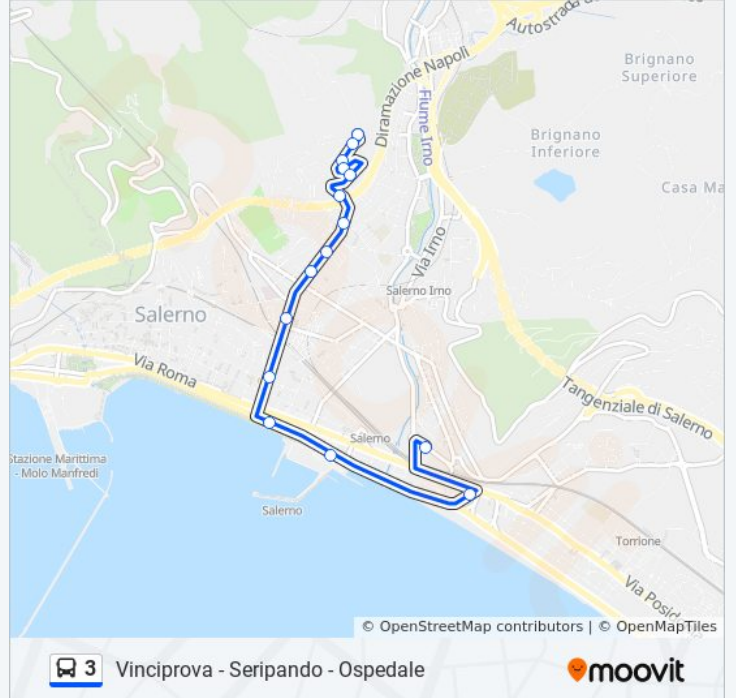 Autostrada
Diramazione Napoli
Brignano
Superiore
Fiume Irno
Brignano
Inferiore
Casa Ma
Via Irno
Salerno Irno
Salerno
Via Roma
Tangenziale di Salerno
Stazione Marittima
- Molo Manfredi
Salerno
Salerno
Torrione
Via Posid
© OpenStreetMap contributors | © OpenMapTiles
3 Vinciprova - Seripando - Ospedale
moovit